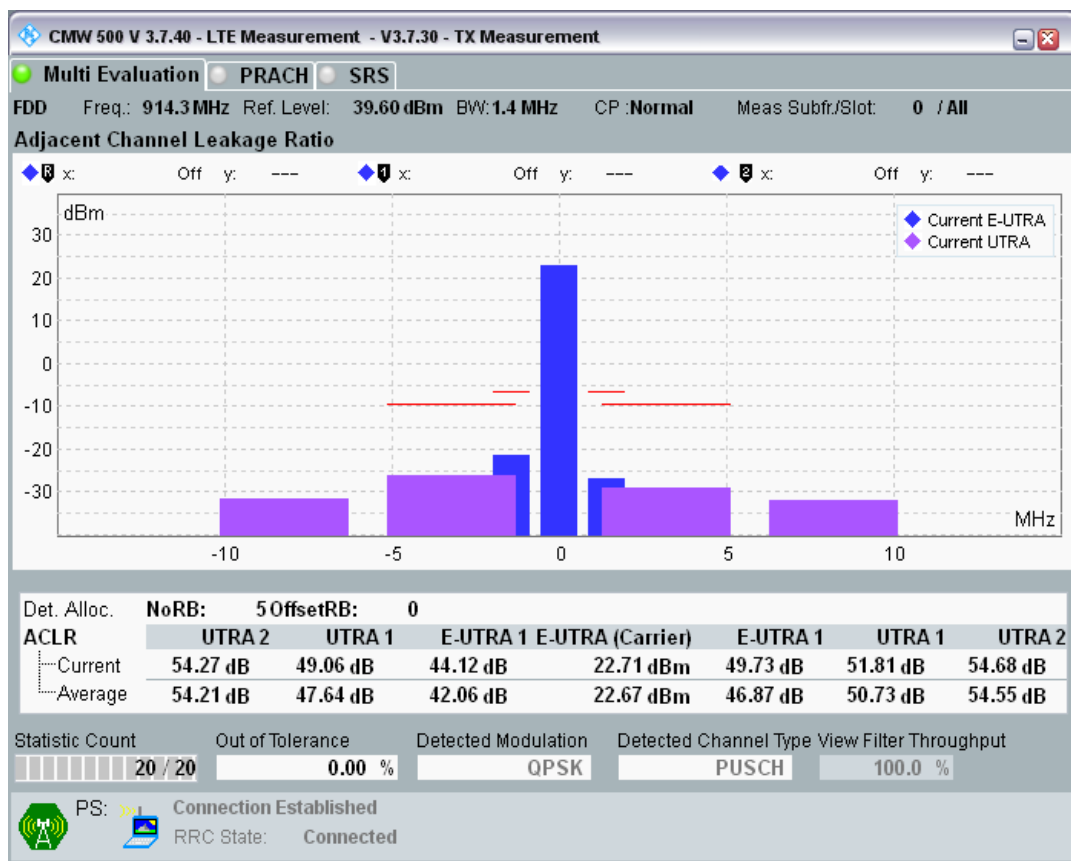 CMW 500 V 3.7.40 - LTE Measurement - V3.7.30 - TX Measurement
Multi Evaluation PRACH SRS
FDD Freq.: 914.3 MHz Ref. Level: 39.60 dBm BW: 1.4 MHz CP : Normal Meas Subfr./Slot: 0 / All
Adjacent Channel Leakage Ratio
R x: Off y: --- 1 x: Off y: --- 2 x: Off y: ---
dBm
Current E-UTRA
Current UTRA
30
20
10
0
-10
-20
-30
MHz
-10 -5 0 5 10
Det. Alloc. NoRB: 5 OffsetRB: 0
ACLR UTRA 2 UTRA 1 E-UTRA 1 E-UTRA (Carrier) E-UTRA 1 UTRA 1 UTRA 2
Current 54.27 dB 49.06 dB 44.12 dB 22.71 dBm 49.73 dB 51.81 dB 54.68 dB
Average 54.21 dB 47.64 dB 42.06 dB 22.67 dBm 46.87 dB 50.73 dB 54.55 dB
Statistic Count Out of Tolerance Detected Modulation Detected Channel Type View Filter Throughput
20 / 20 0.00 % QPSK PUSCH 100.0 %
PS: Connection Established
RRC State: Connected